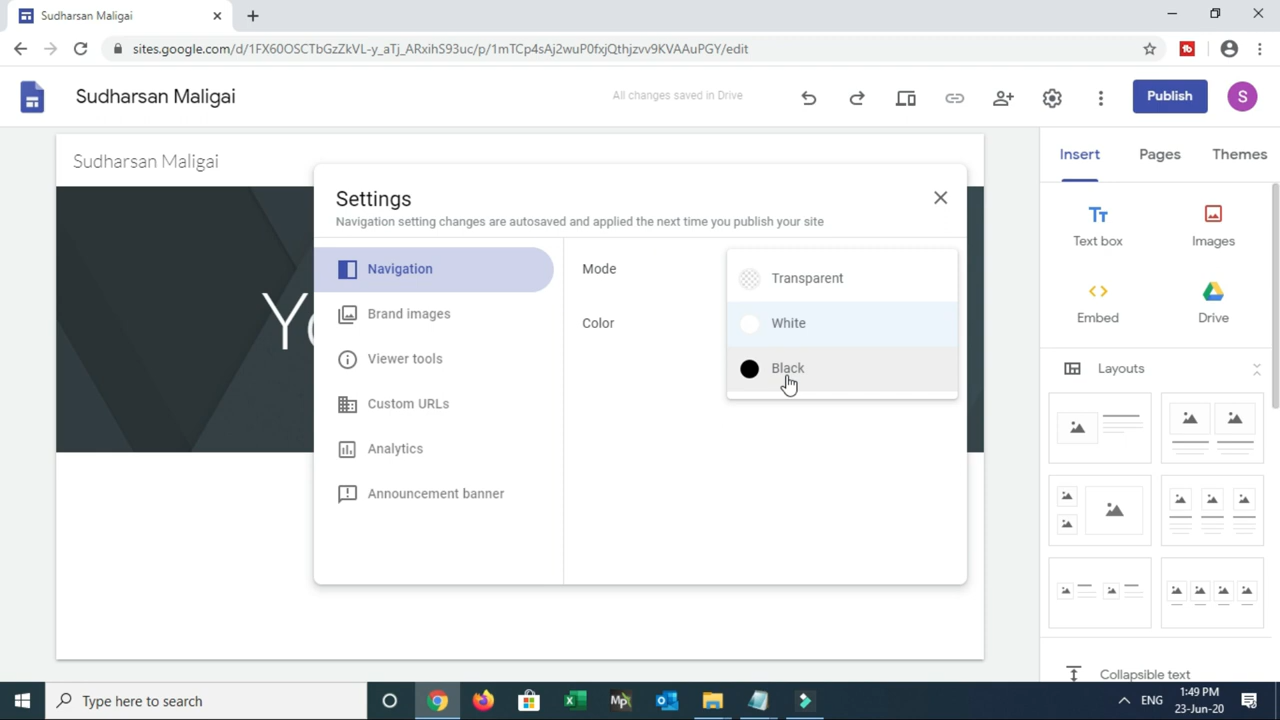 Sudharsan Maligai
sites.google.com/d/1FX60OSCTbGzZkVL-y_aTj_ARxihS93uc/p/1mTCp4sAj2wuP0fxjQthjzvv9KVAAuPGY/edit
Sudharsan Maligai
All changes saved in Drive
Publish
S
Sudharsan Maligai
Yo
Settings
Navigation setting changes are autosaved and applied the next time you publish your site
Navigation
Brand images
Viewer tools
Custom URLs
Analytics
Announcement banner
Mode
Color
Transparent
White
Black
Insert
Pages
Themes
Text box
Images
Embed
Drive
Layouts
Collapsible text
Type here to search
ENG
1:49 PM
23-Jun-20